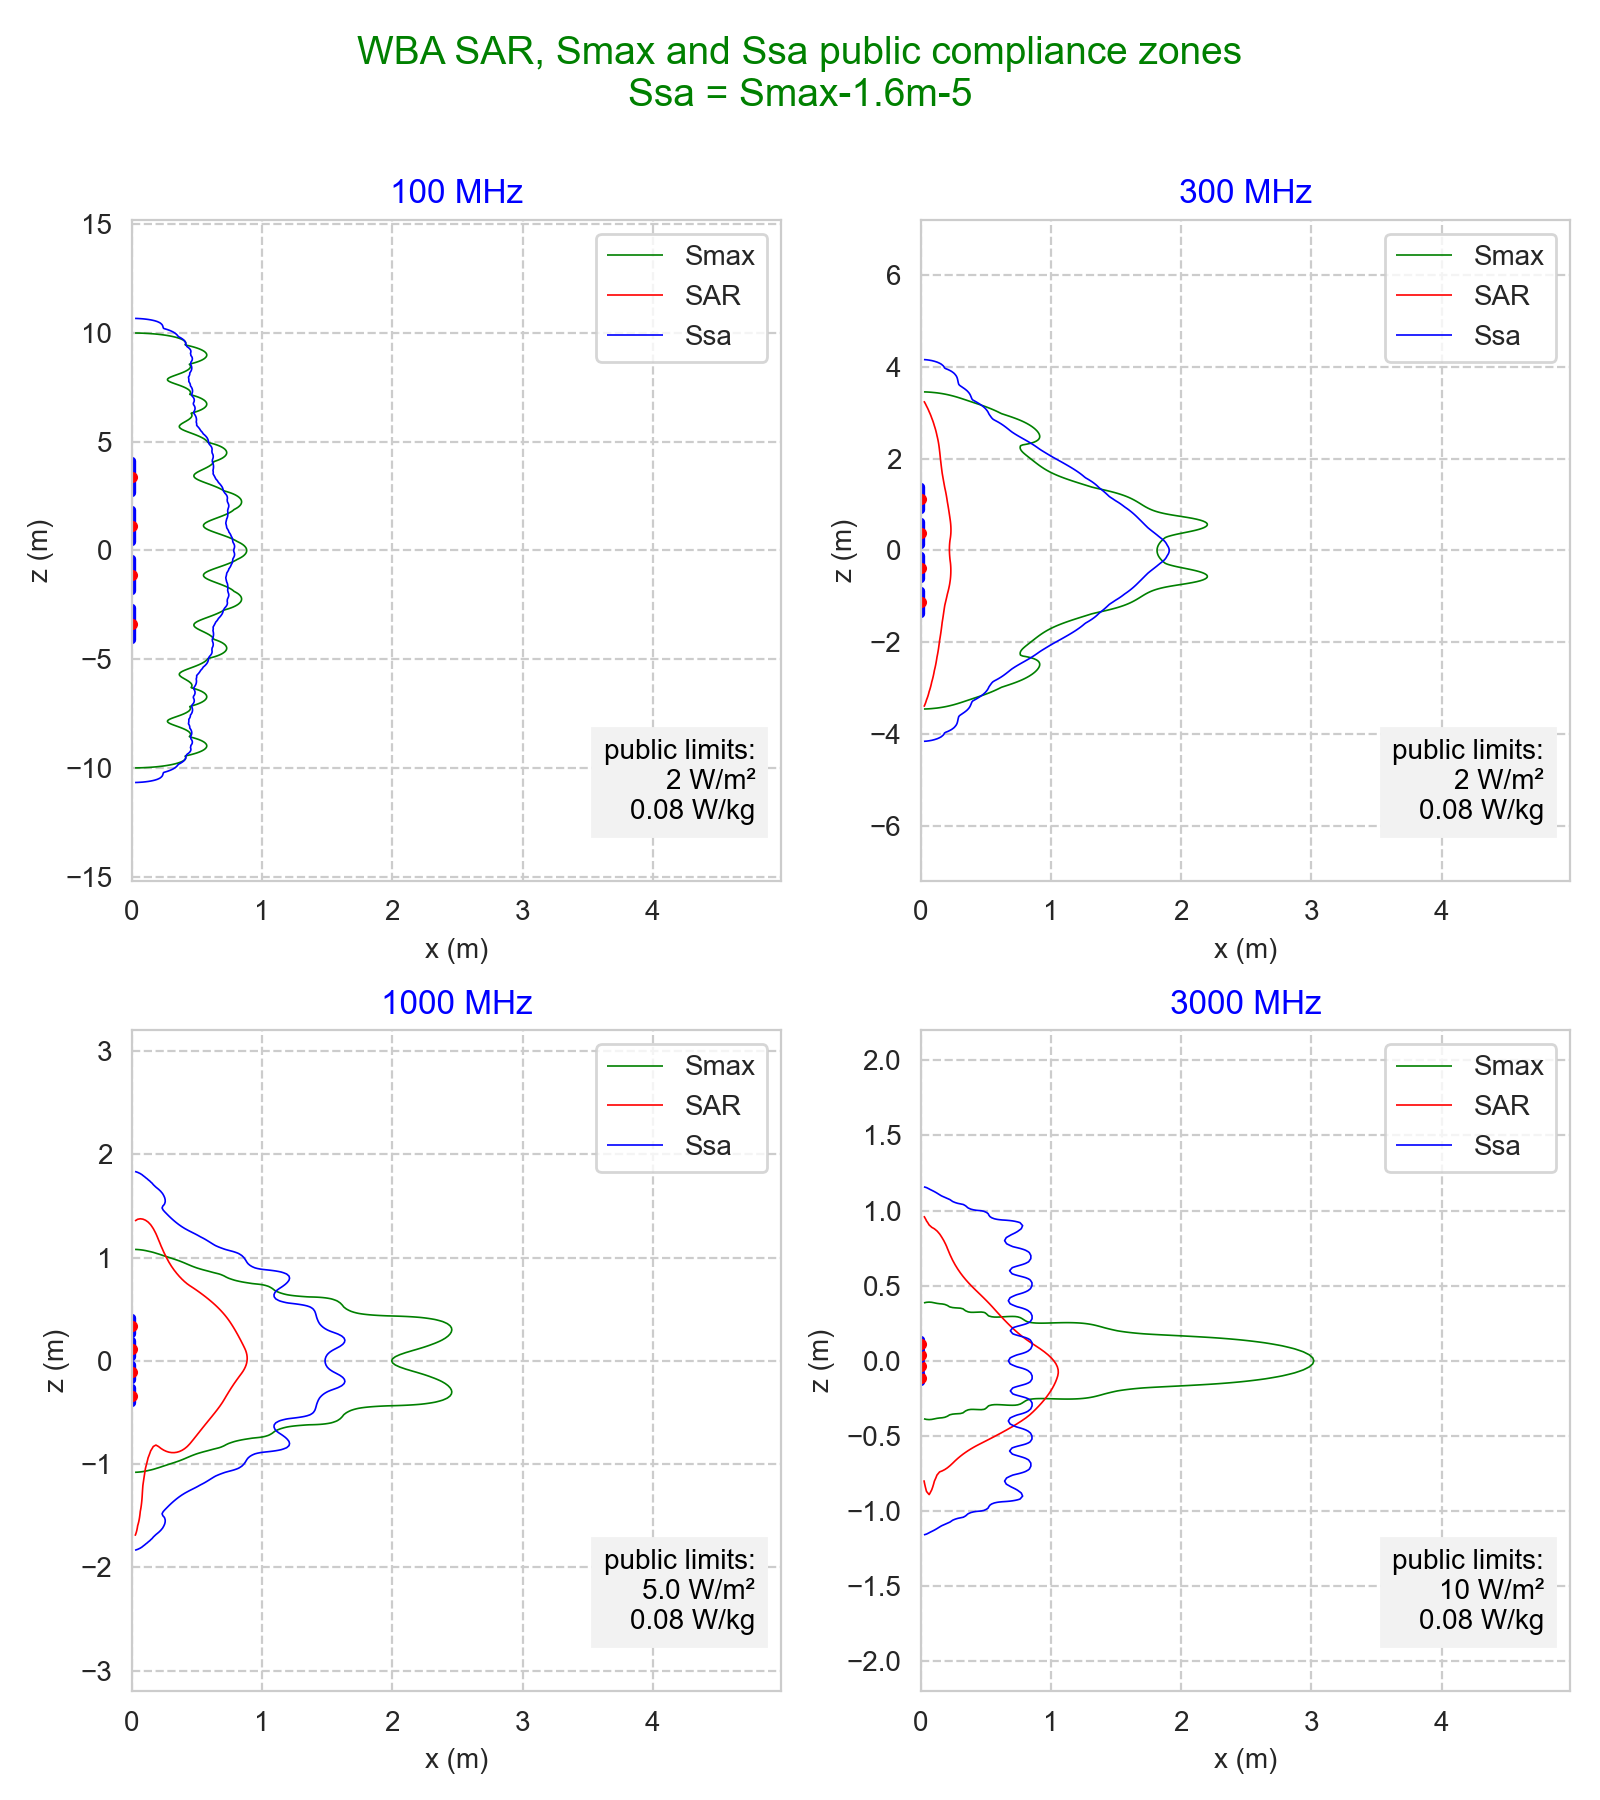 WBA SAR, Smax and Ssa public compliance zones
Ssa = Smax-1.6m-5
100 MHz
15
10
5
0
−5
−10
−15
z (m)
0 1 2 3 4
x (m)
Smax
SAR
Ssa
public limits:
2 W/m²
0.08 W/kg
300 MHz
6
4
2
0
−2
−4
−6
z (m)
0 1 2 3 4
x (m)
Smax
SAR
Ssa
public limits:
2 W/m²
0.08 W/kg
1000 MHz
3
2
1
0
−1
−2
−3
z (m)
0 1 2 3 4
x (m)
Smax
SAR
Ssa
public limits:
5.0 W/m²
0.08 W/kg
3000 MHz
2.0
1.5
1.0
0.5
0.0
−0.5
−1.0
−1.5
−2.0
z (m)
0 1 2 3 4
x (m)
Smax
SAR
Ssa
public limits:
10 W/m²
0.08 W/kg